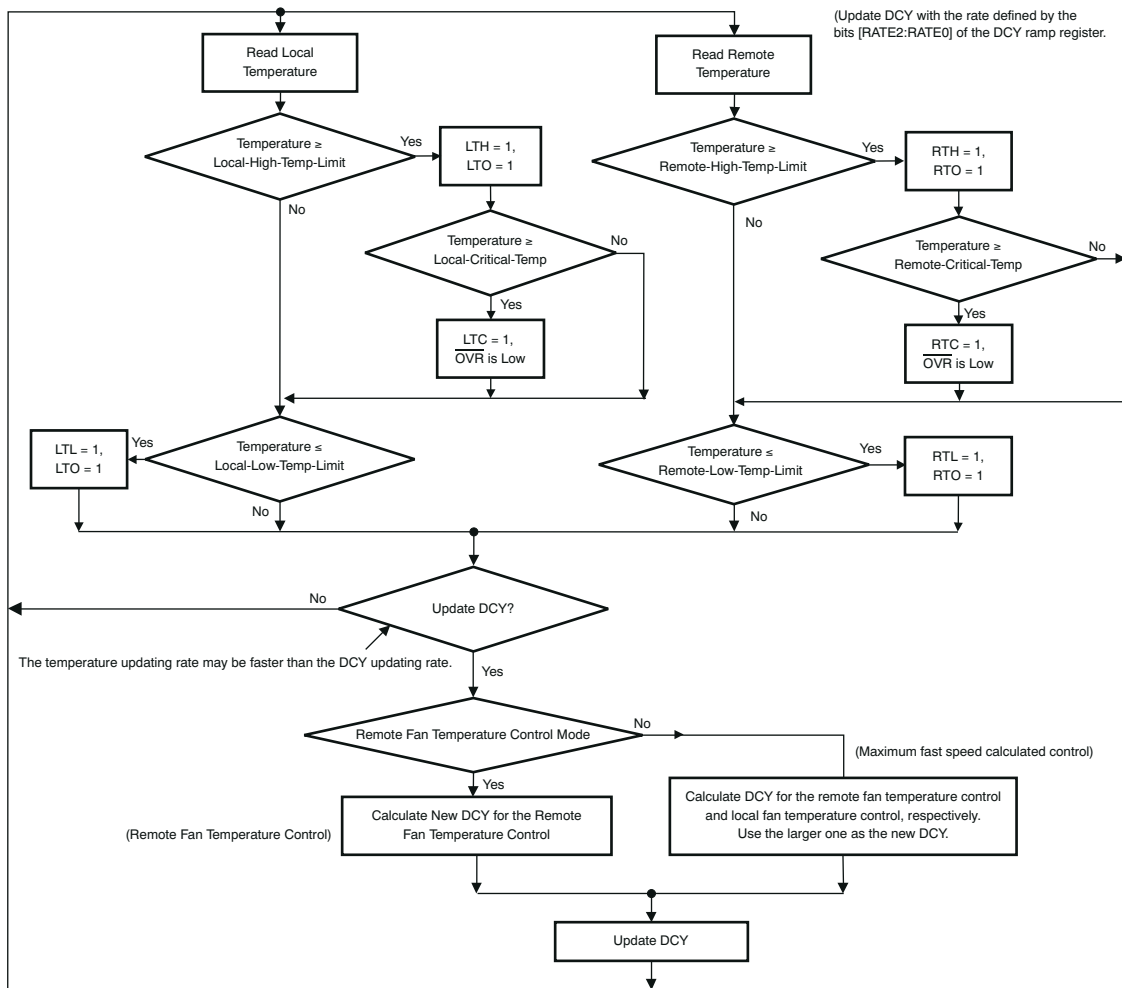 (Update DCY with the rate defined by the
bits [RATE2:RATE0] of the DCY ramp register.
Read Local
Temperature
Read Remote
Temperature
Temperature ≥
Local-High-Temp-Limit
Yes
LTH = 1,
LTO = 1
No
Temperature ≥
Local-Critical-Temp
No
Yes
LTC = 1,
OVR is Low
Temperature ≥
Remote-High-Temp-Limit
Yes
RTH = 1,
RTO = 1
No
Temperature ≥
Remote-Critical-Temp
No
Yes
RTC = 1,
OVR is Low
LTL = 1,
LTO = 1
Yes
Temperature ≤
Local-Low-Temp-Limit
No
Temperature ≤
Remote-Low-Temp-Limit
Yes
RTL = 1,
RTO = 1
No
No
Update DCY?
The temperature updating rate may be faster than the DCY updating rate.
Yes
Remote Fan Temperature Control Mode
No
(Maximum fast speed calculated control)
Yes
(Remote Fan Temperature Control)
Calculate New DCY for the Remote
Fan Temperature Control
Calculate DCY for the remote fan temperature control
and local fan temperature control, respectively.
Use the larger one as the new DCY.
Update DCY